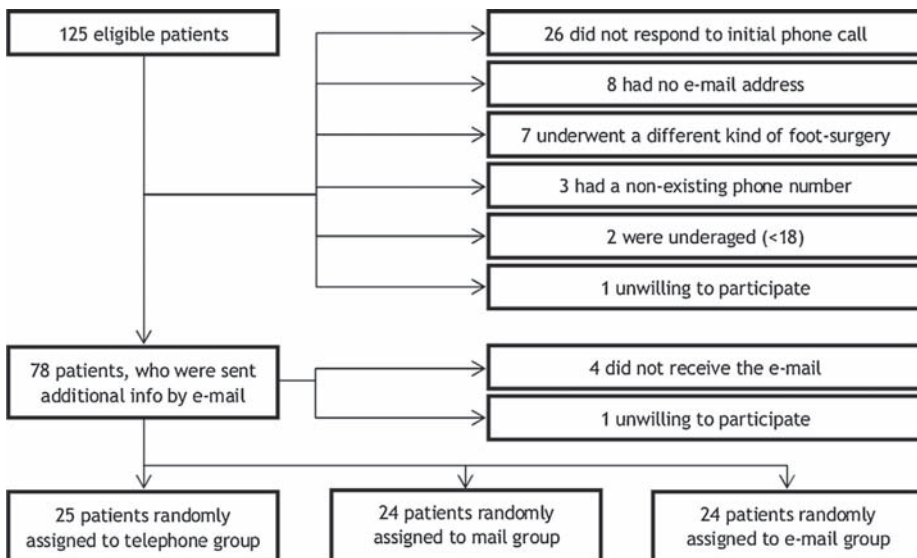 125 eligible patients
26 did not respond to initial phone call
8 had no e-mail address
7 underwent a different kind of foot-surgery
3 had a non-existing phone number
2 were underaged (<18)
1 unwilling to participate
78 patients, who were sent
additional info by e-mail
4 did not receive the e-mail
1 unwilling to participate
25 patients randomly
assigned to telephone group
24 patients randomly
assigned to mail group
24 patients randomly
assigned to e-mail group